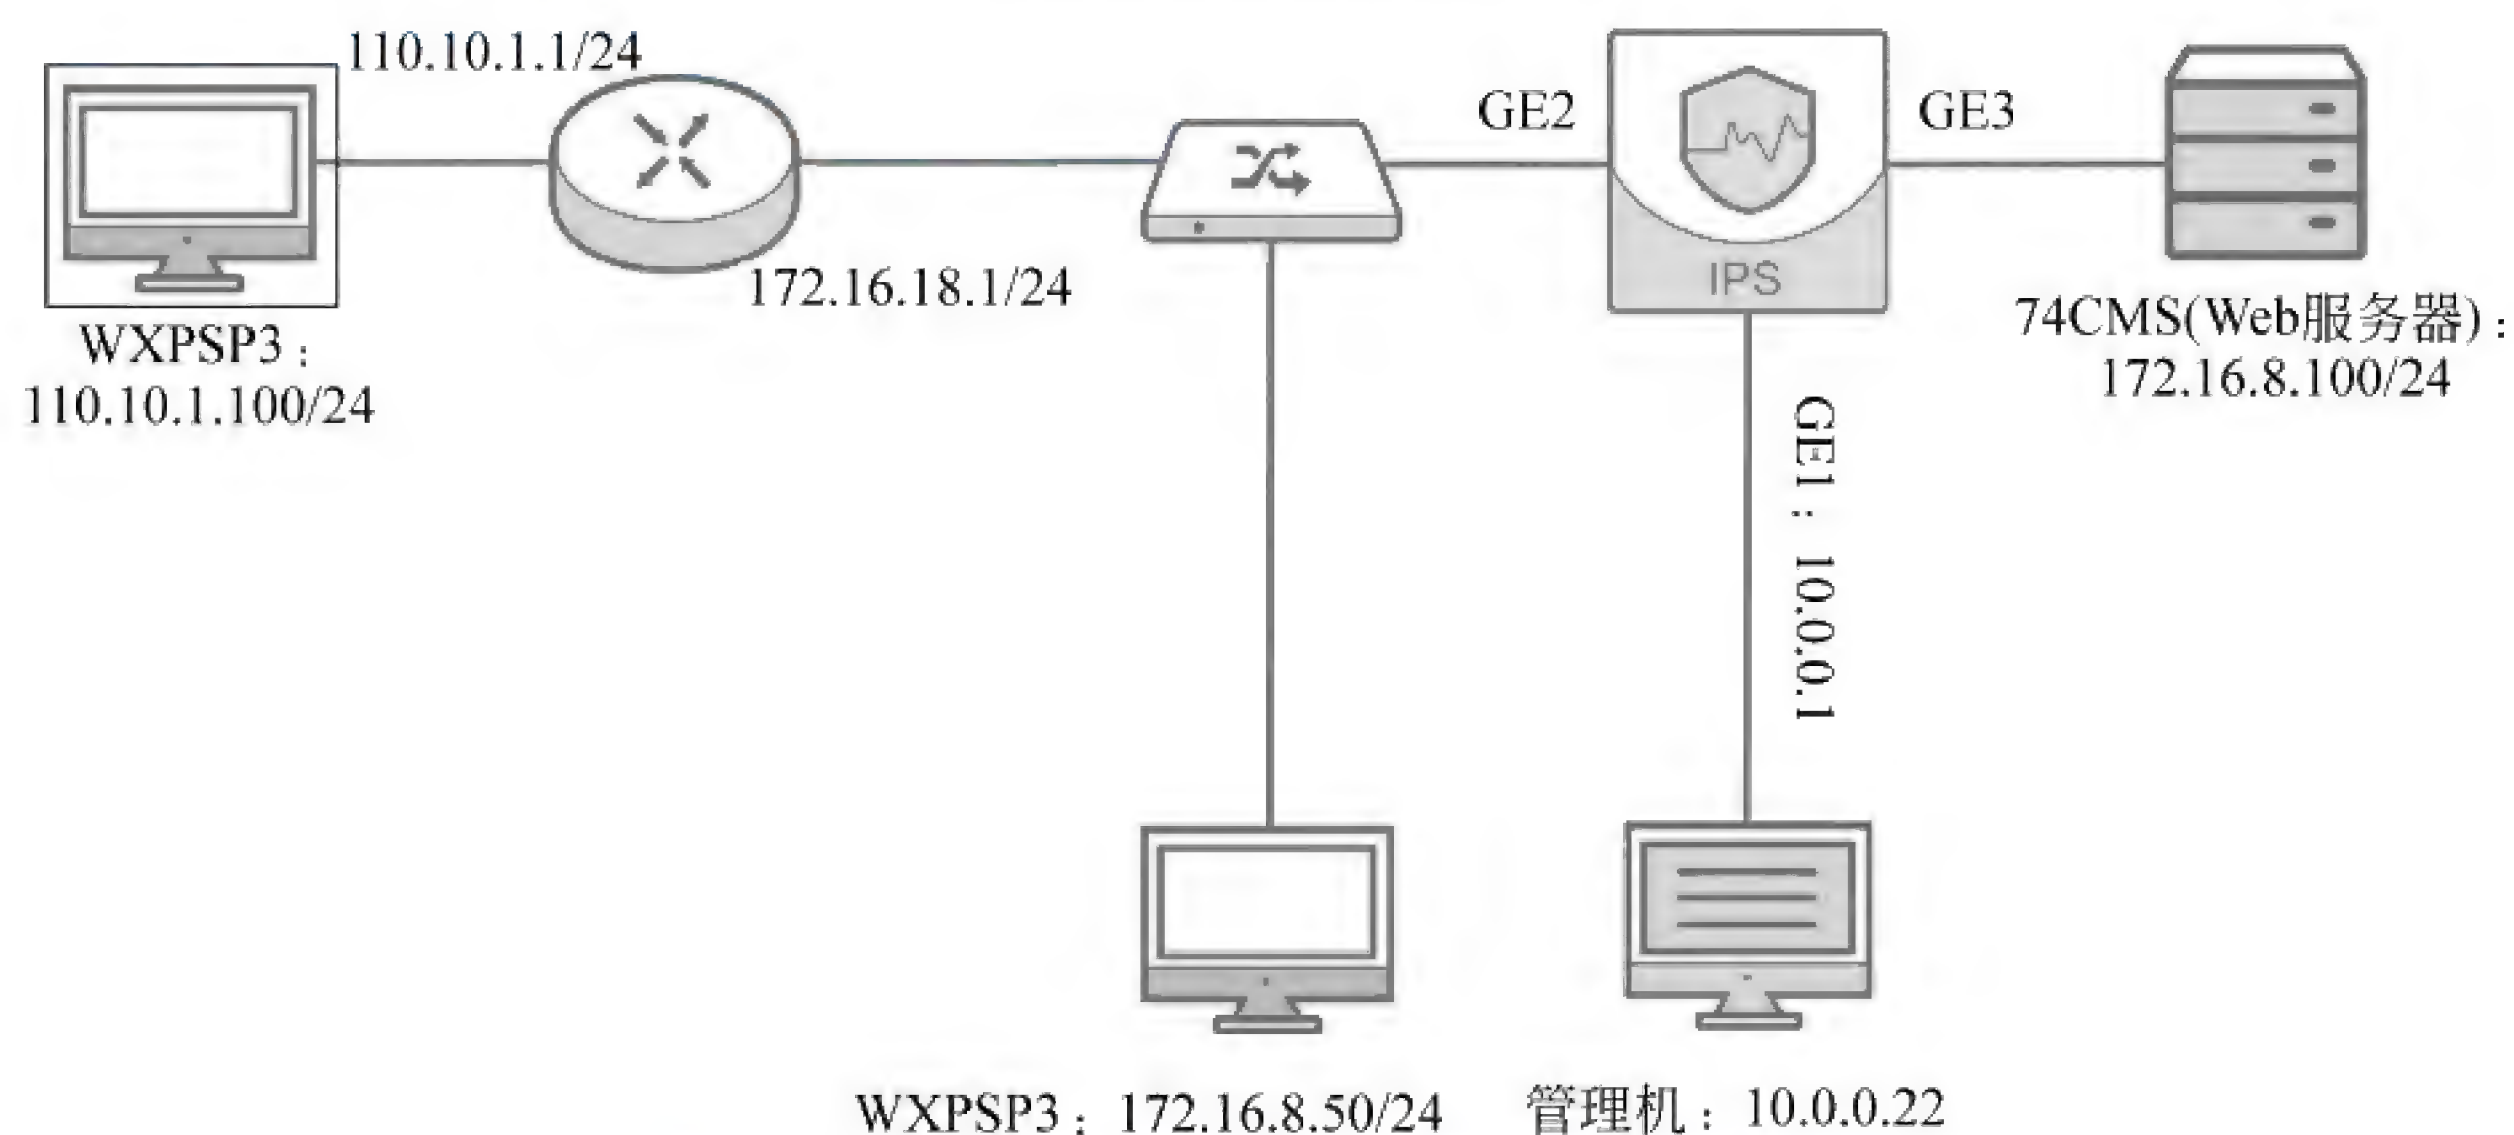 110.10.1.1/24
GE2
GE3
IPS
172.16.18.1/24
WXPSP3：
110.10.1.100/24
74CMS(Web服务器)：
172.16.8.100/24
GE1：10.0.0.1
WXPSP3：172.16.8.50/24
管理机：10.0.0.22